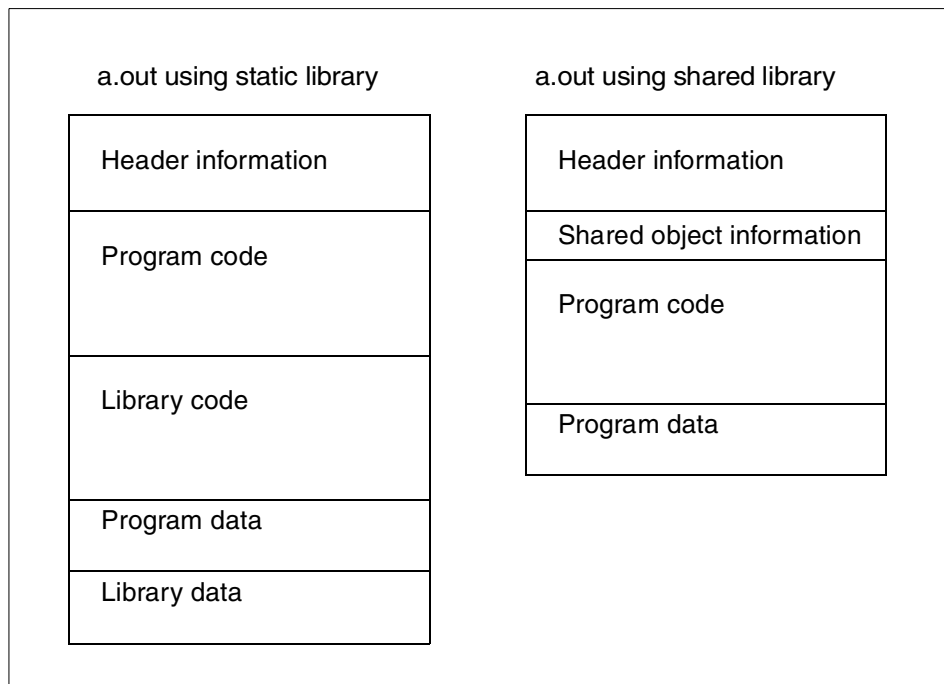 a.out using static library
Header information
Program code
Library code
Program data
Library data
a.out using shared library
Header information
Shared object information
Program code
Program data